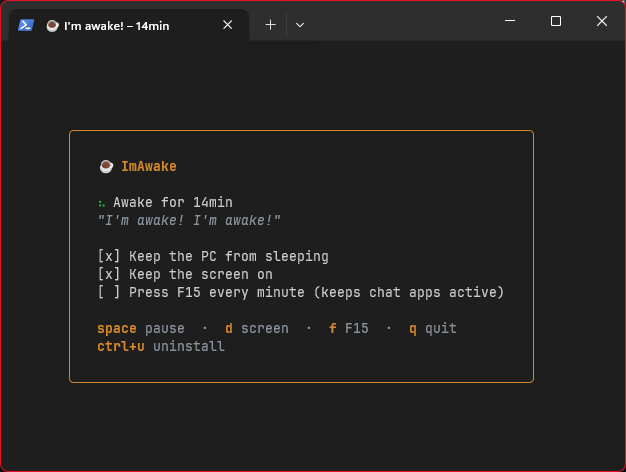 I'm awake! – 14min
ImAwake
Awake for 14min
"I'm awake! I'm awake!"
[x] Keep the PC from sleeping
[x] Keep the screen on
[ ] Press F15 every minute (keeps chat apps active)
space pause · d screen · f F15 · q quit
ctrl+u uninstall